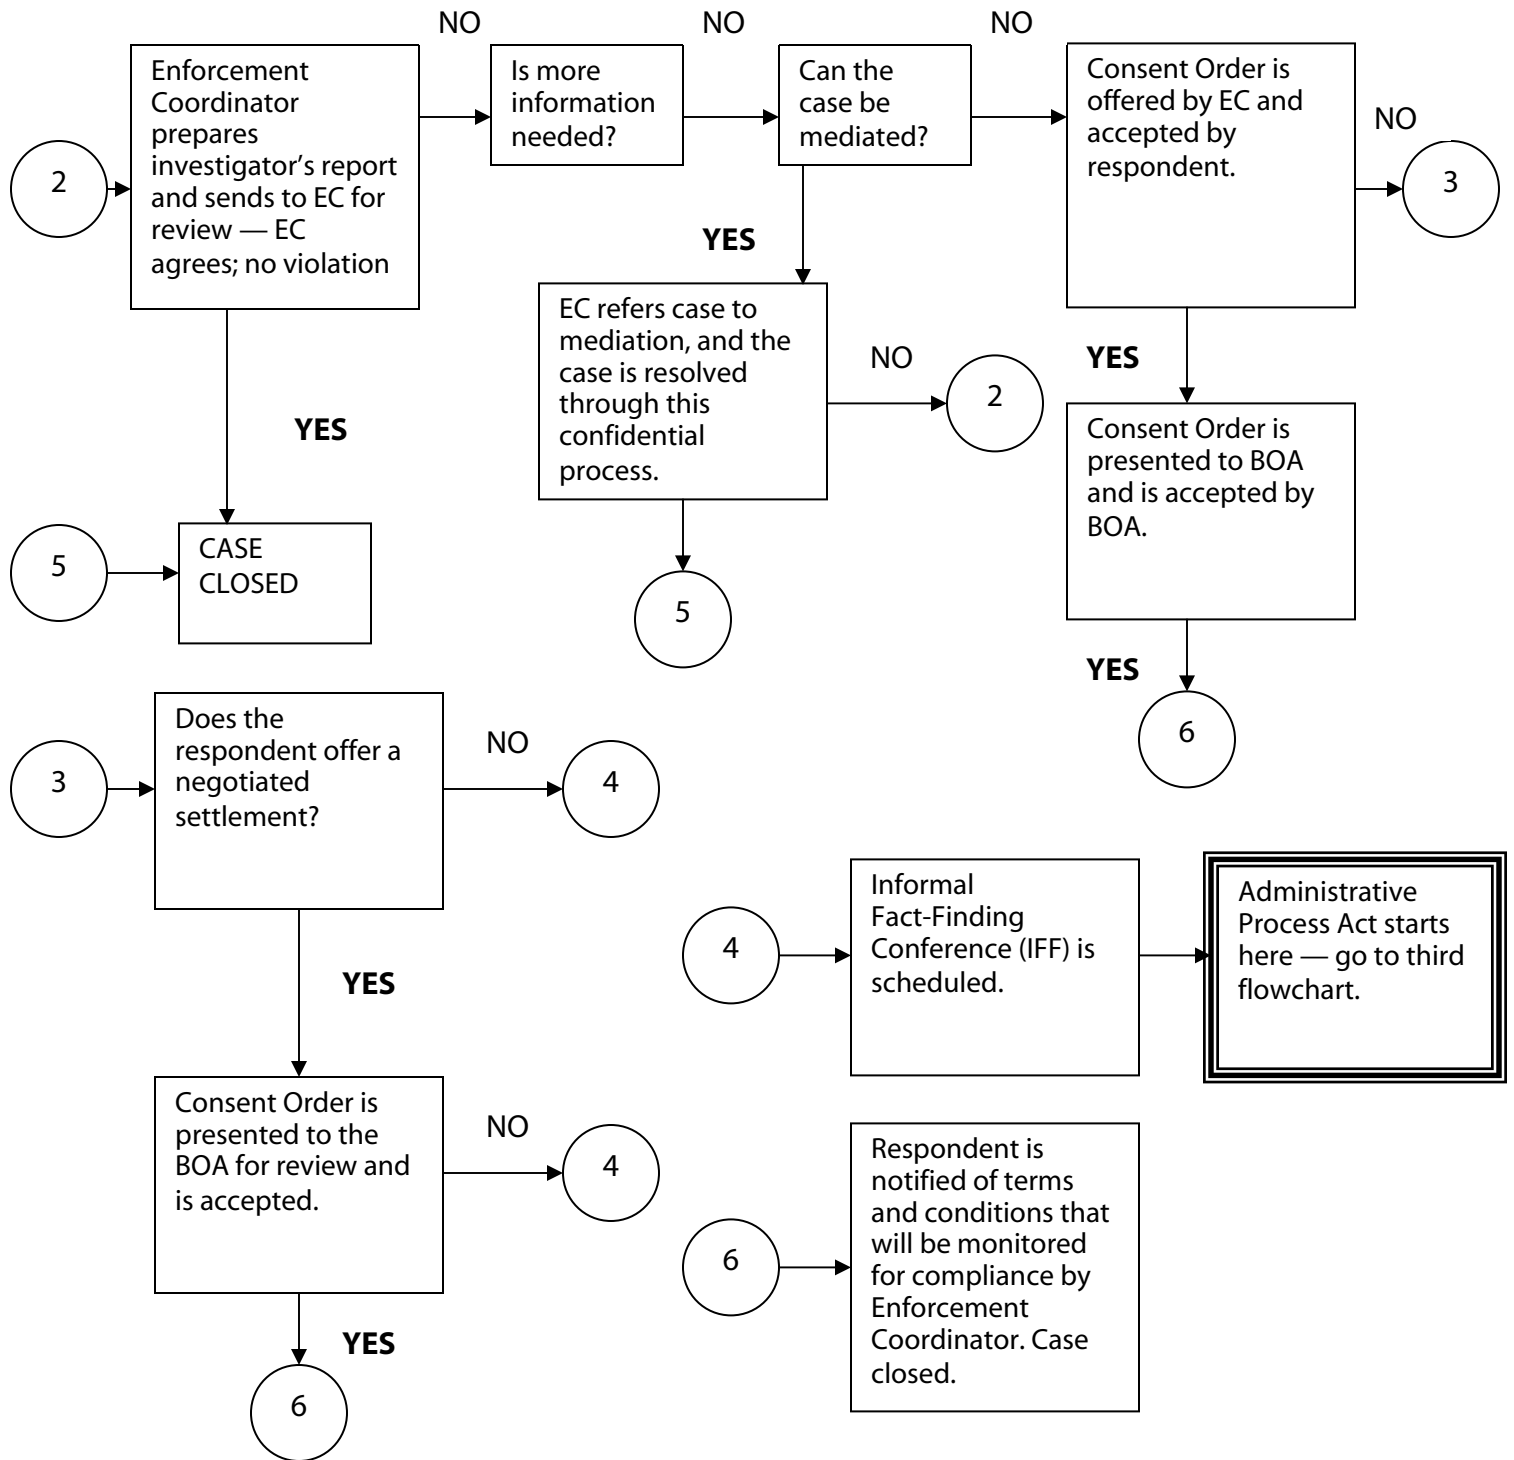 NO
NO
NO
Enforcement
Coordinator
prepares
investigator’s report
and sends to EC for
review — EC
agrees; no violation
Is more
information
needed?
Can the
case be
mediated?
Consent Order is
offered by EC and
accepted by
respondent.
NO
2
3
YES
EC refers case to
mediation, and the
case is resolved
through this
confidential
process.
NO
2
YES
Consent Order is
presented to BOA
and is accepted by
BOA.
YES
5
CASE
CLOSED
5
YES
6
3
Does the
respondent offer a
negotiated
settlement?
NO
4
YES
4
Informal
Fact-Finding
Conference (IFF) is
scheduled.
Administrative
Process Act starts
here — go to third
flowchart.
Consent Order is
presented to the
BOA for review and
is accepted.
NO
4
YES
6
6
Respondent is
notified of terms
and conditions that
will be monitored
for compliance by
Enforcement
Coordinator. Case
closed.